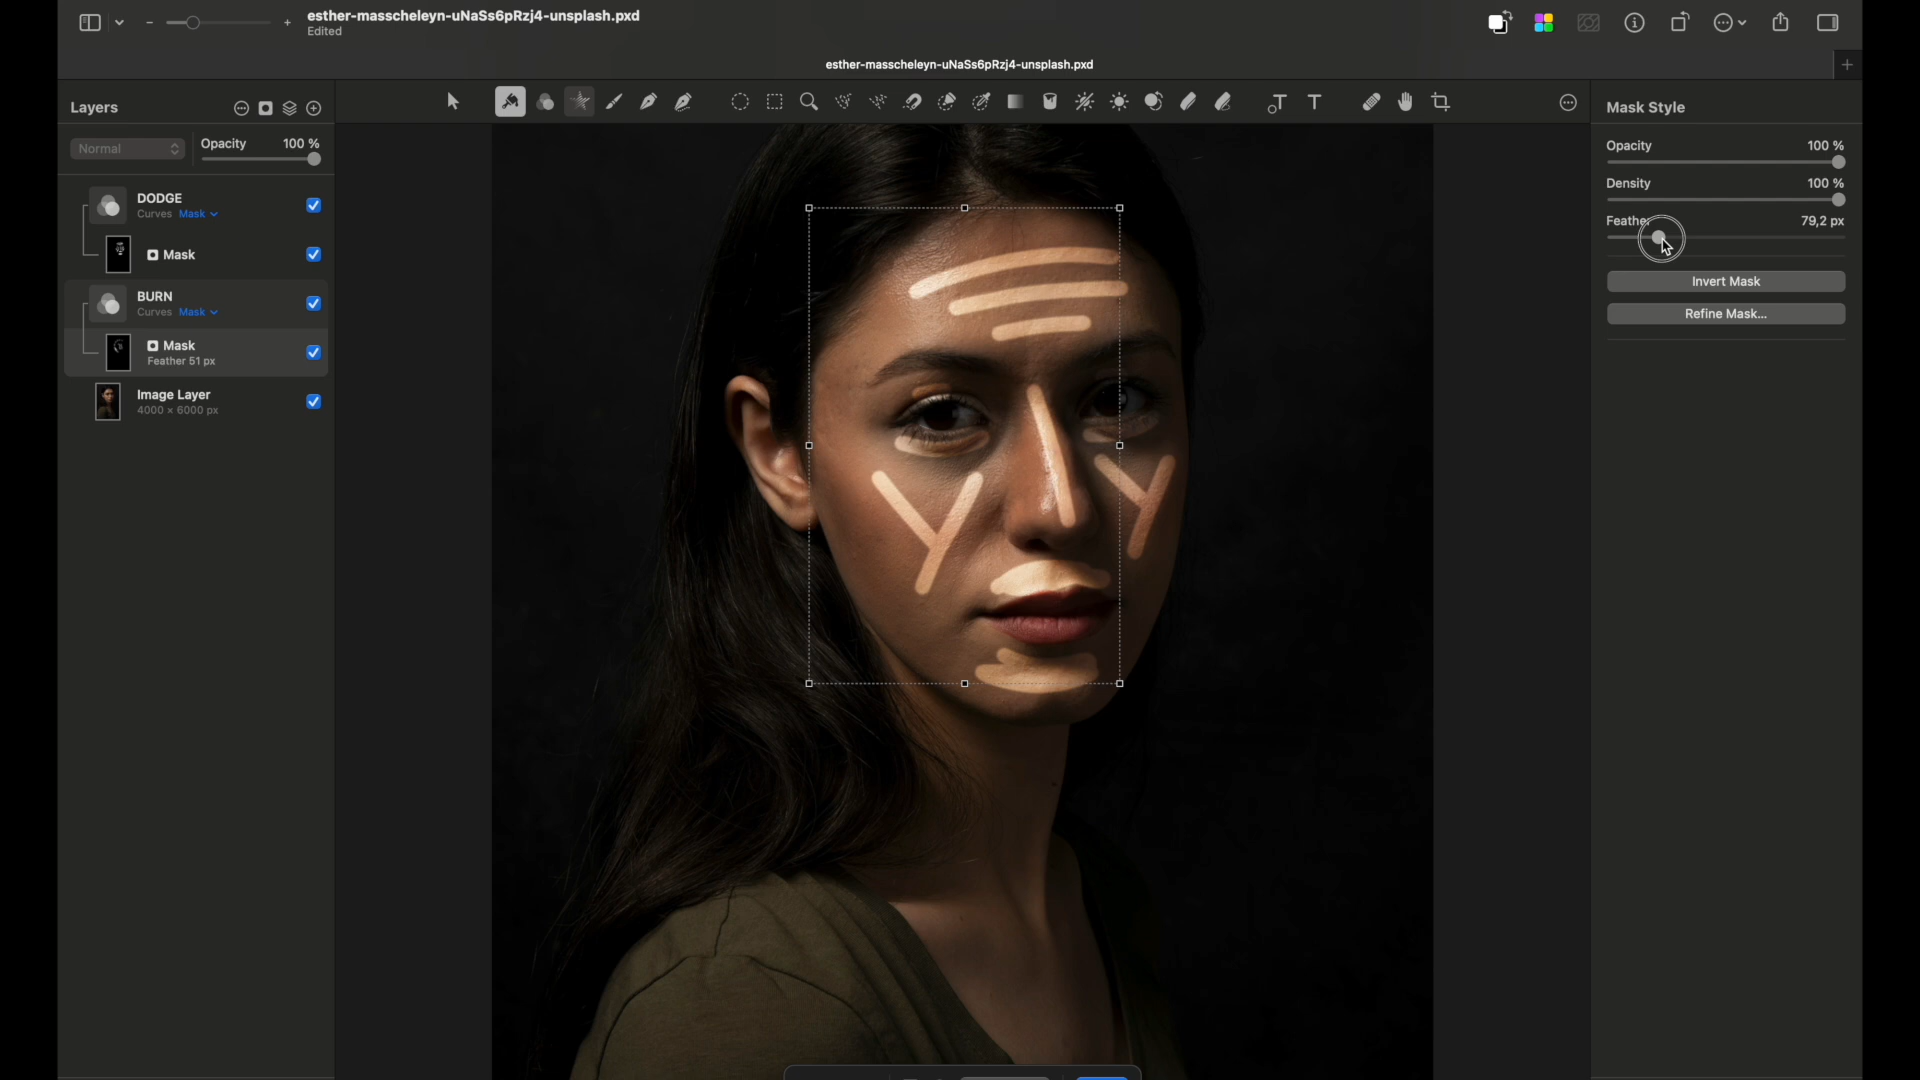 esther-masscheleyn-uNaSs6pRzj4-unsplash.pxd
Edited
esther-masscheleyn-uNaSs6pRzj4-unsplash.pxd
Layers
Normal
Opacity 100 %
DODGE
Curves Mask
Mask
BURN
Curves Mask
Mask
Feather 51 px
Image Layer
4000 × 6000 px
Mask Style
Opacity 100 %
Density 100 %
Feather 79,2 px
Invert Mask
Refine Mask...